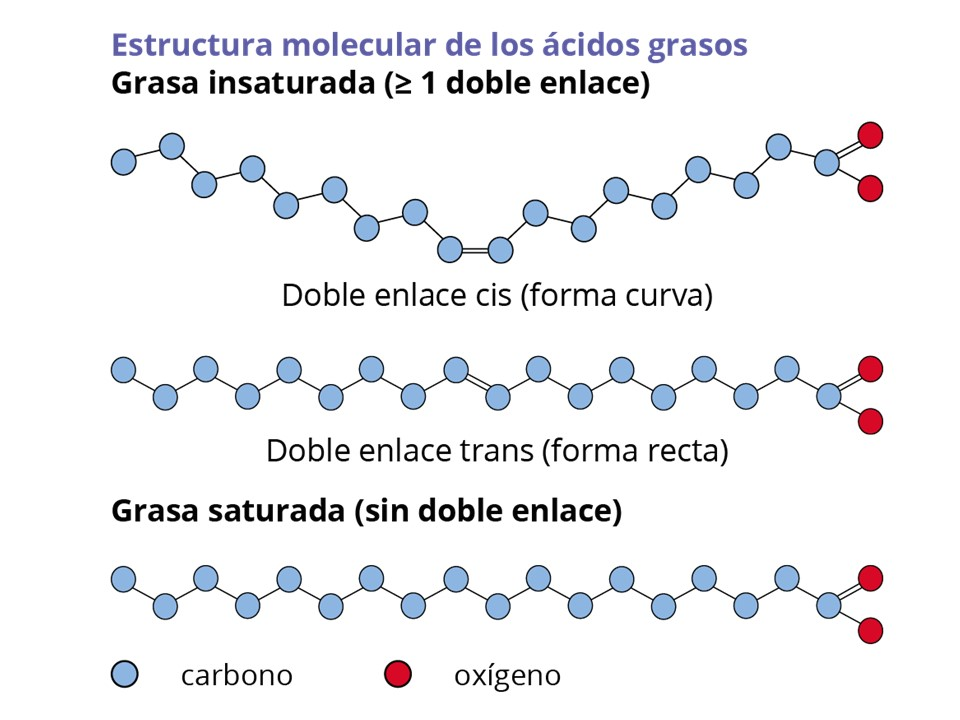 Estructura molecular de los ácidos grasos
Grasa insaturada (≥ 1 doble enlace)
Doble enlace cis (forma curva)
Doble enlace trans (forma recta)
Grasa saturada (sin doble enlace)
carbono oxígeno